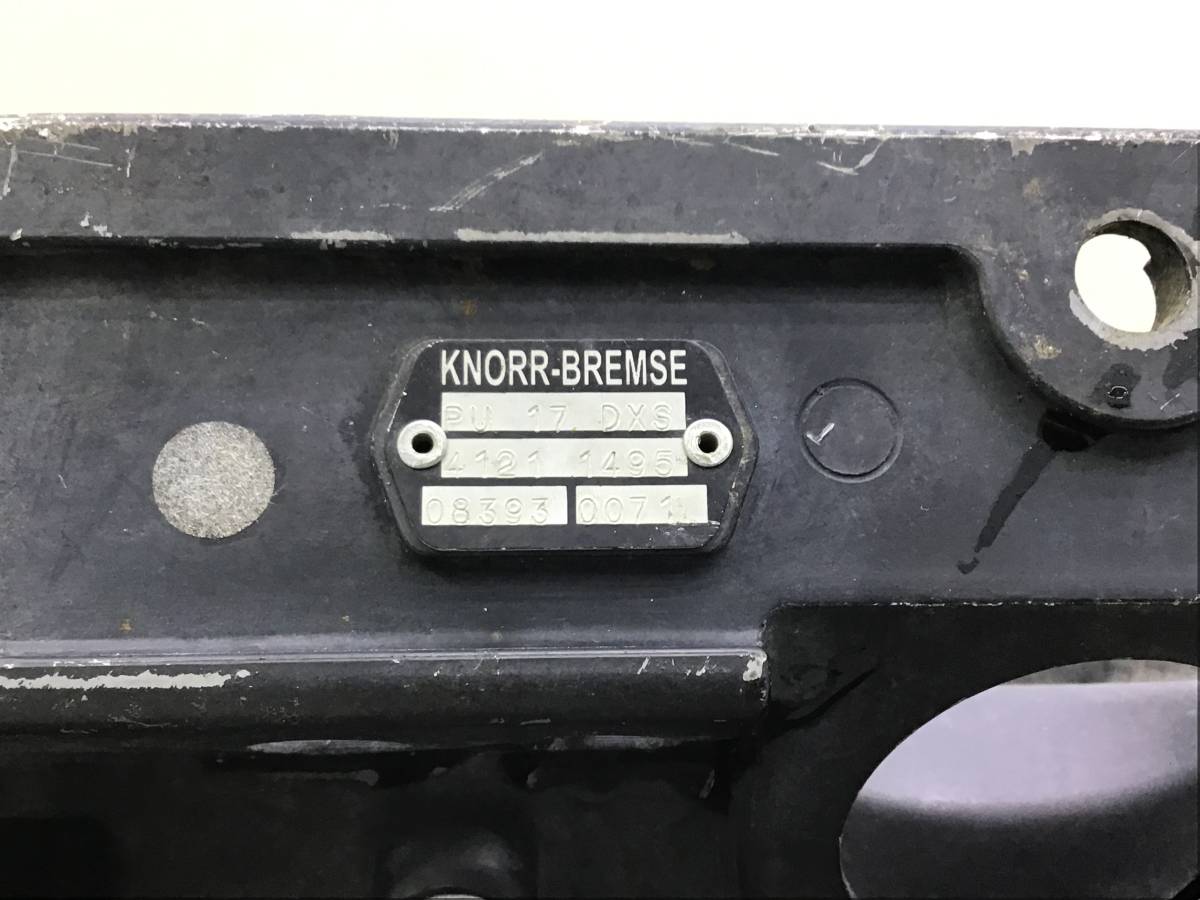 KNORR-BREMSE
PU 17 DXS
4121 1495
08393 0071